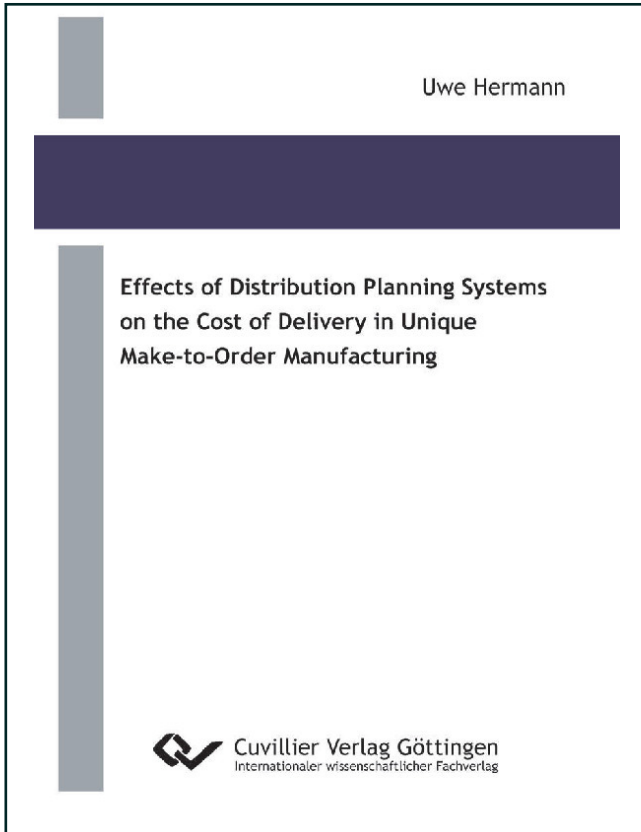 Uwe Hermann
Effects of Distribution Planning Systems
on the Cost of Delivery in Unique
Make-to-Order Manufacturing
Cuvillier Verlag Göttingen
Internationaler wissenschaftlicher Fachverlag